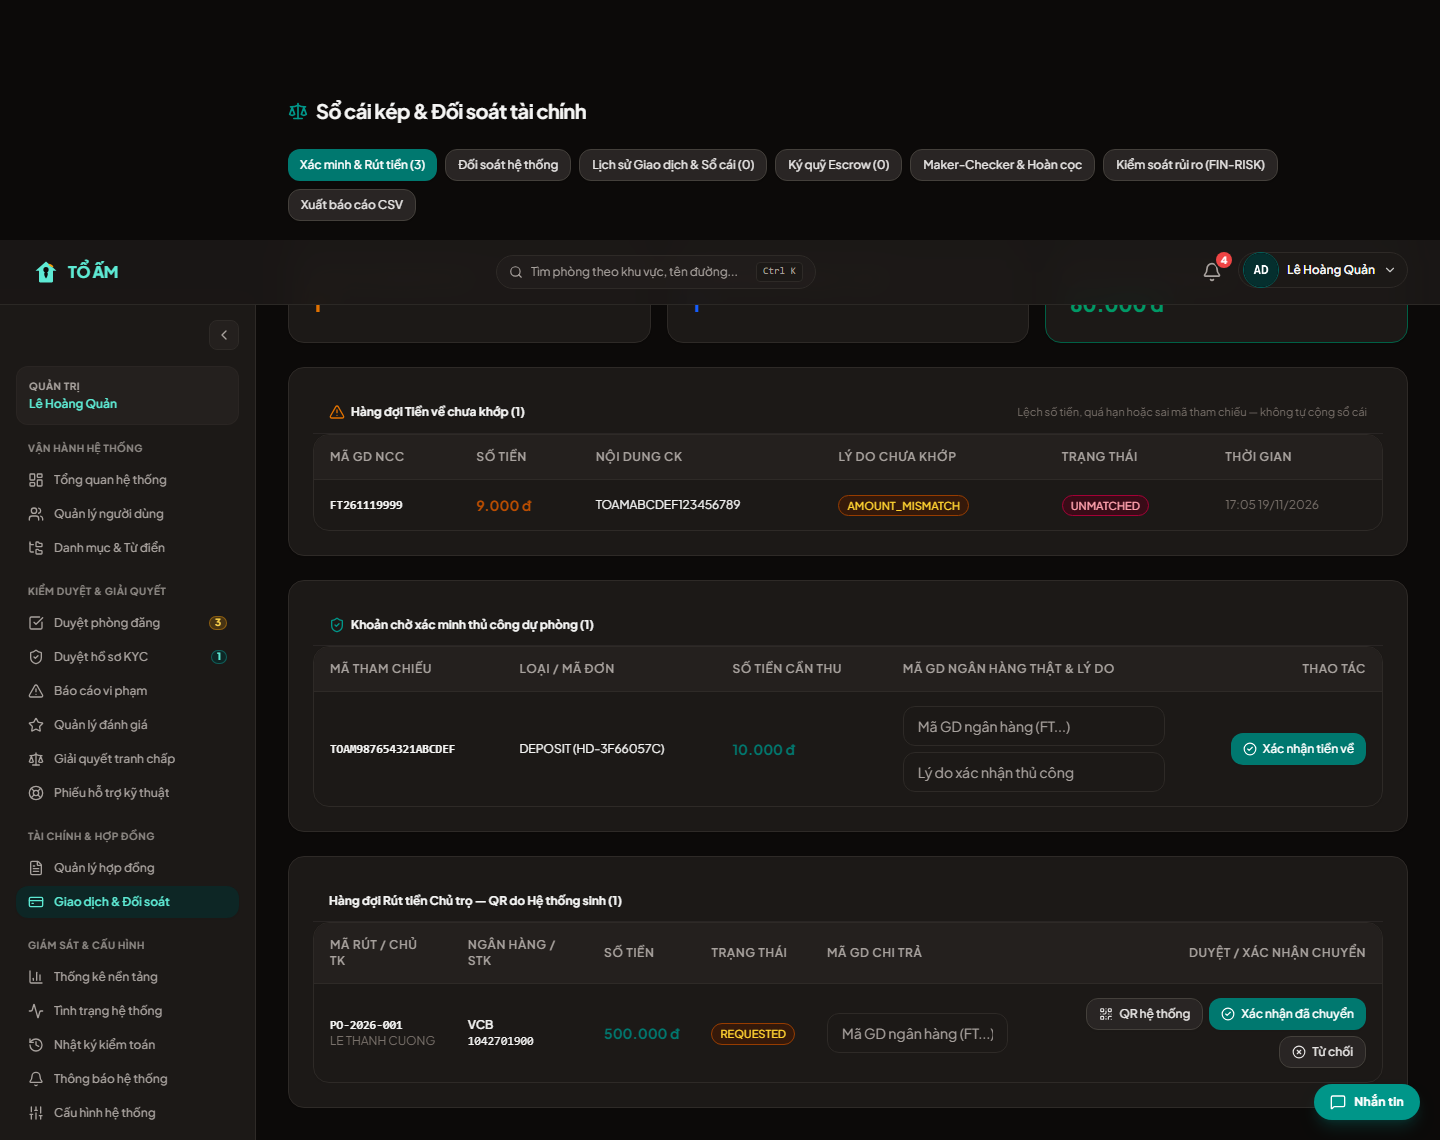 Sổ cái kép & Đối soát tài chính
Xác minh & Rút tiền (3)
Đối soát hệ thống
Lịch sử Giao dịch & Sổ cái (0)
Ký quỹ Escrow (0)
Maker-Checker & Hoàn cọc
Kiểm soát rủi ro (FIN-RISK)
Xuất báo cáo CSV
TỔ ẤM
Tìm phòng theo khu vực, tên đường...
Ctrl K
4
AD
Lê Hoàng Quản
QUẢN TRỊ
Lê Hoàng Quản
VẬN HÀNH HỆ THỐNG
Tổng quan hệ thống
Quản lý người dùng
Danh mục & Từ điển
KIỂM DUYỆT & GIẢI QUYẾT
Duyệt phòng đăng
3
Duyệt hồ sơ KYC
1
Báo cáo vi phạm
Quản lý đánh giá
Giải quyết tranh chấp
Phiếu hỗ trợ kỹ thuật
TÀI CHÍNH & HỢP ĐỒNG
Quản lý hợp đồng
Giao dịch & Đối soát
GIÁM SÁT & CẤU HÌNH
Thống kê nền tảng
Tình trạng hệ thống
Nhật ký kiểm toán
Thông báo hệ thống
Cấu hình hệ thống
Hàng đợi Tiền về chưa khớp (1)
Lệch số tiền, quá hạn hoặc sai mã tham chiếu — không tự cộng sổ cái
MÃ GD NCC
SỐ TIỀN
NỘI DUNG CK
LÝ DO CHƯA KHỚP
TRẠNG THÁI
THỜI GIAN
FT261119999
9.000 đ
TOAMABCDEF123456789
AMOUNT_MISMATCH
UNMATCHED
17:05 19/11/2026
Khoản chờ xác minh thủ công dự phòng (1)
MÃ THAM CHIẾU
LOẠI / MÃ ĐƠN
SỐ TIỀN CẦN THU
MÃ GD NGÂN HÀNG THẬT & LÝ DO
THAO TÁC
TOAM987654321ABCDEF
DEPOSIT (HD-3F66057C)
10.000 đ
Mã GD ngân hàng (FT...)
Lý do xác nhận thủ công
Xác nhận tiền về
Hàng đợi Rút tiền Chủ trọ — QR do Hệ thống sinh (1)
MÃ RÚT / CHỦ
TK
NGÂN HÀNG /
STK
SỐ TIỀN
TRẠNG THÁI
MÃ GD CHI TRẢ
DUYỆT / XÁC NHẬN CHUYỂN
PO-2026-001
LE THANH CUONG
VCB
1042701900
500.000 đ
REQUESTED
Mã GD ngân hàng (FT...)
QR hệ thống
Xác nhận đã chuyển
Từ chối
Nhắn tin